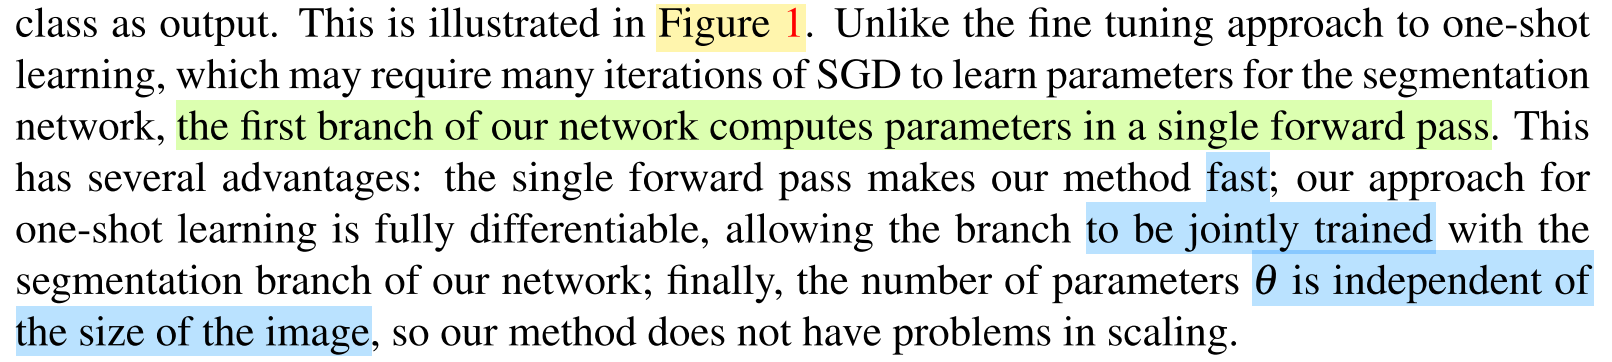 class as output. This is illustrated in Figure 1. Unlike the fine tuning approach to one-shot
learning, which may require many iterations of SGD to learn parameters for the segmentation
network, the first branch of our network computes parameters in a single forward pass. This
has several advantages: the single forward pass makes our method fast; our approach for
one-shot learning is fully differentiable, allowing the branch to be jointly trained with the
segmentation branch of our network; finally, the number of parameters θ is independent of
the size of the image, so our method does not have problems in scaling.